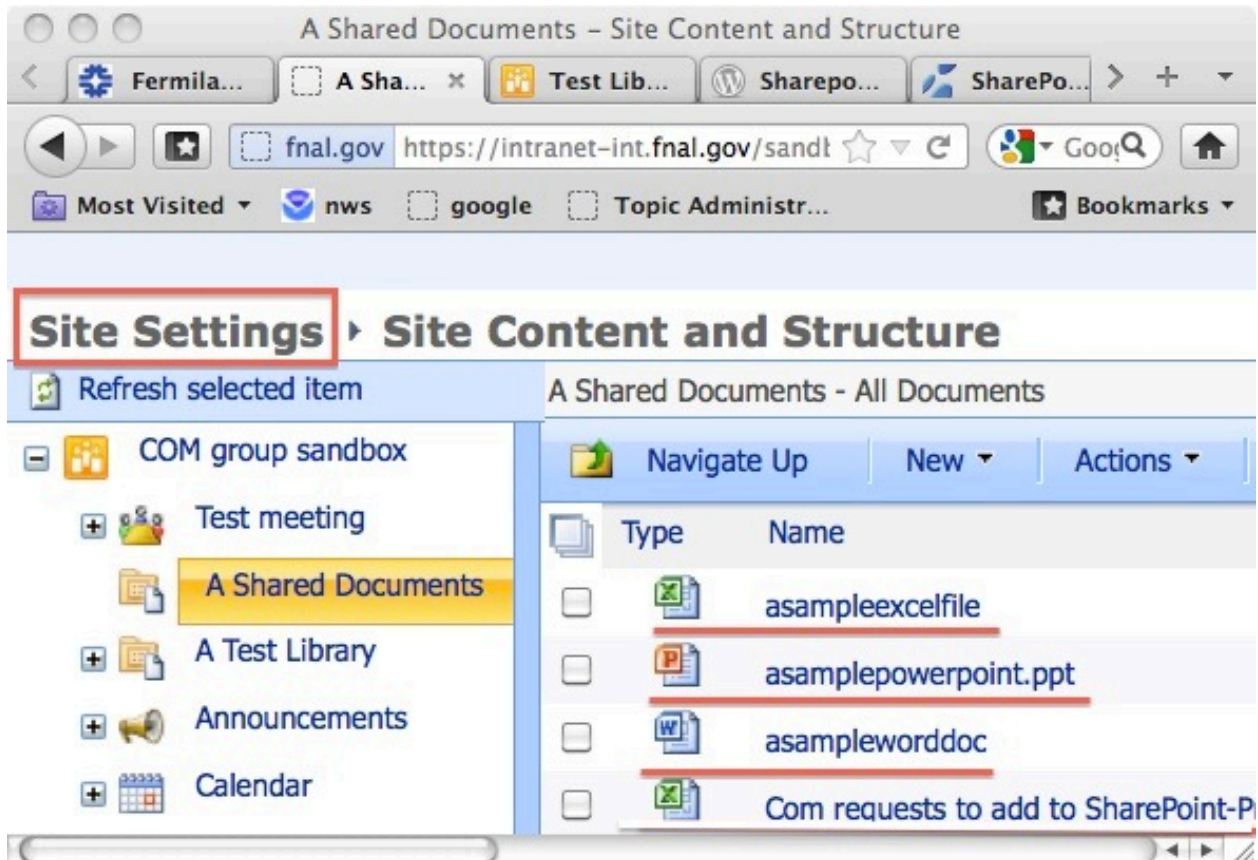 A Shared Documents – Site Content and Structure
Fermila... A Sha... Test Lib... Sharepo... SharePo...
fnal.gov https://intranet-int.fnal.gov/sandb Goog
Most Visited nws google Topic Administr... Bookmarks
Site Settings Site Content and Structure
Refresh selected item
A Shared Documents - All Documents
COM group sandbox
Navigate Up New Actions
Test meeting
Type Name
A Shared Documents
asampleexcelfile
A Test Library
asamplepowerpoint.ppt
Announcements
asampleworddoc
Calendar
Com requests to add to SharePoint-P